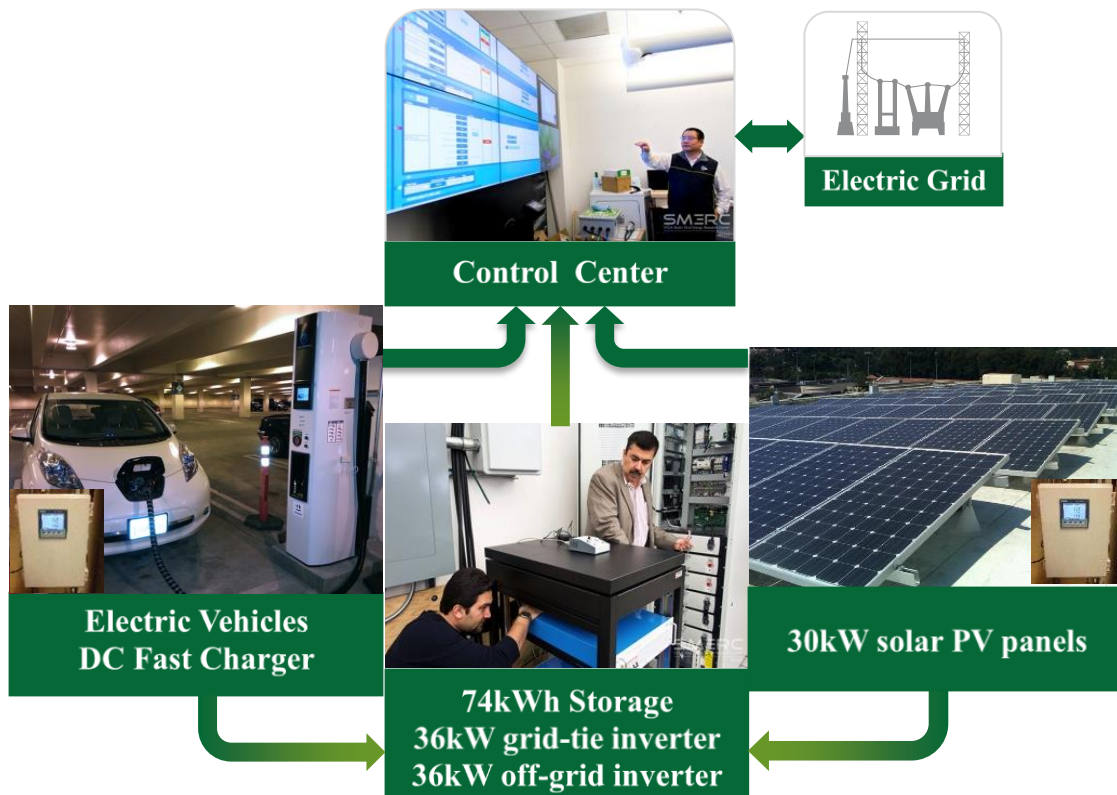 SMERC
Electric Grid
Control Center
Electric Vehicles
DC Fast Charger
SMERC
30kW solar PV panels
74kWh Storage
36kW grid-tie inverter
36kW off-grid inverter